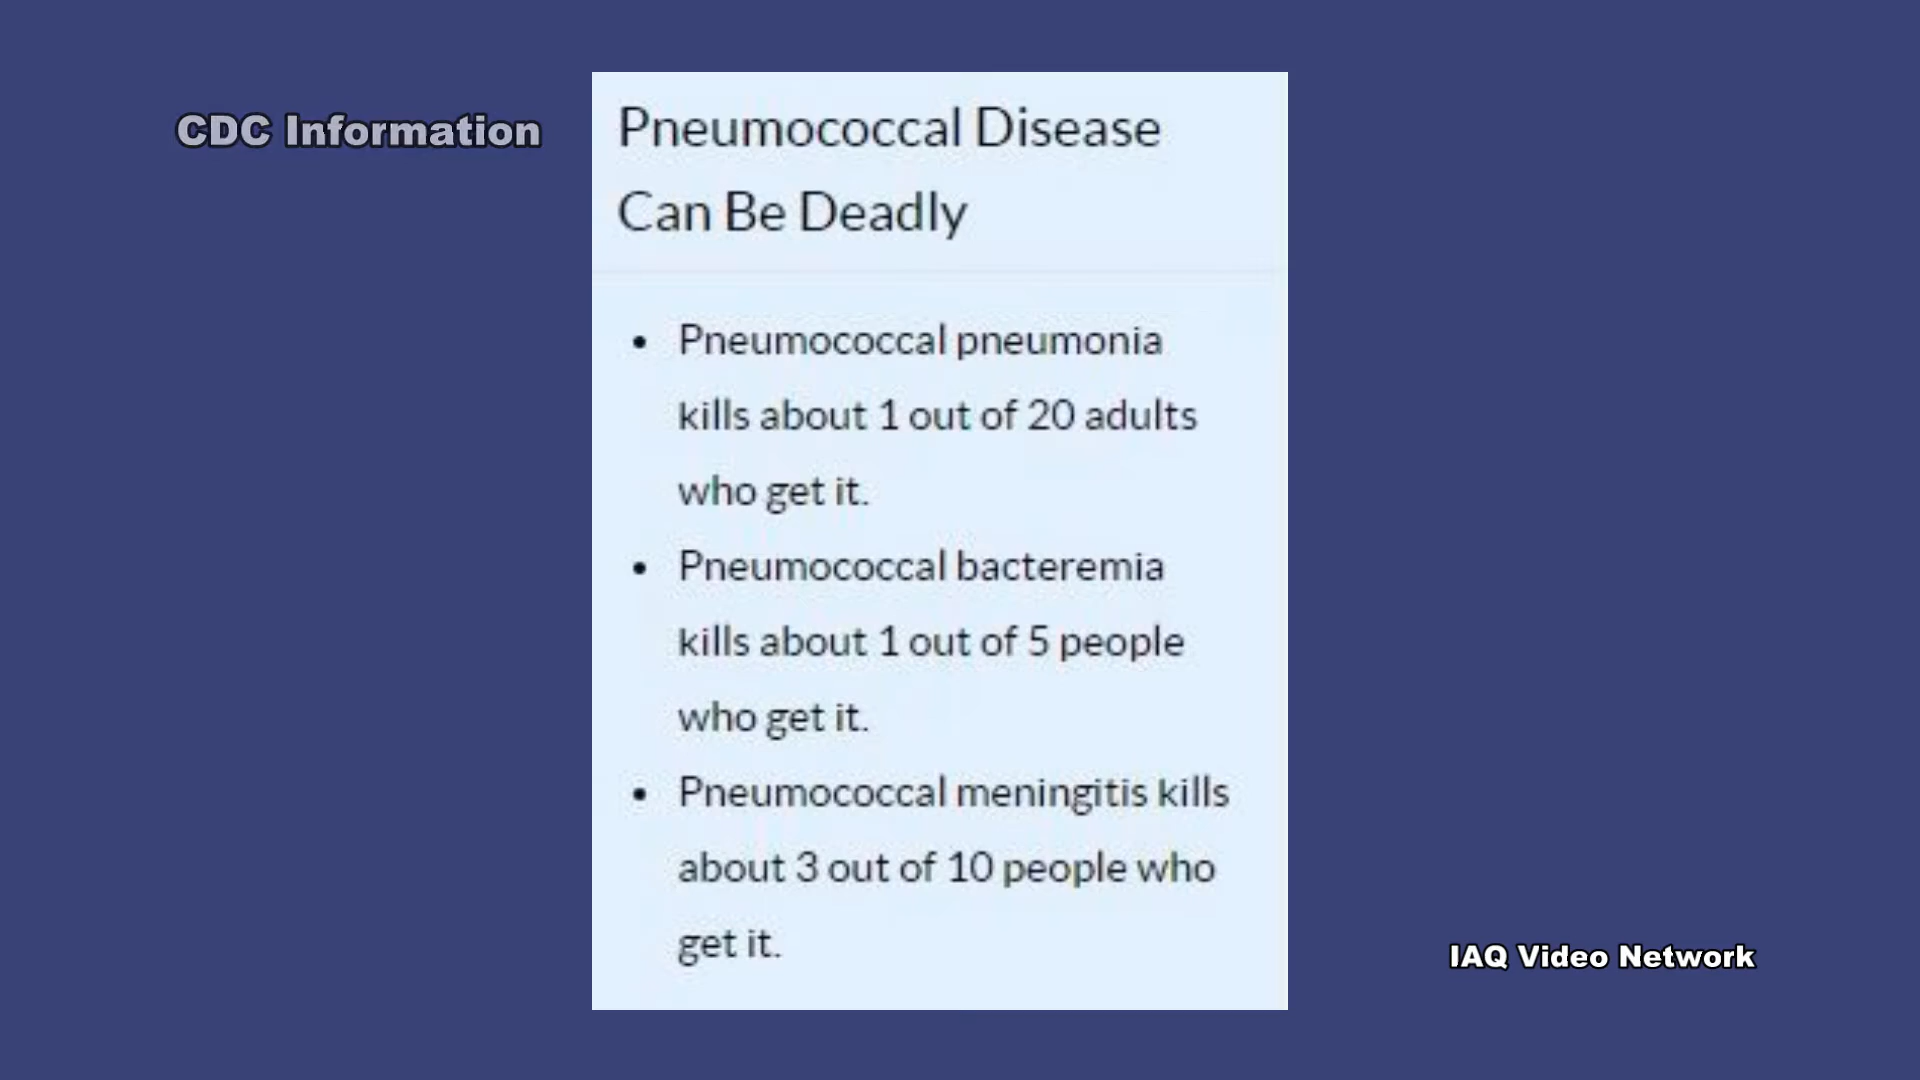 CDC Information
Pneumococcal Disease
Can Be Deadly
• Pneumococcal pneumonia
kills about 1 out of 20 adults
who get it.
• Pneumococcal bacteremia
kills about 1 out of 5 people
who get it.
• Pneumococcal meningitis kills
about 3 out of 10 people who
get it.
IAQ Video Network